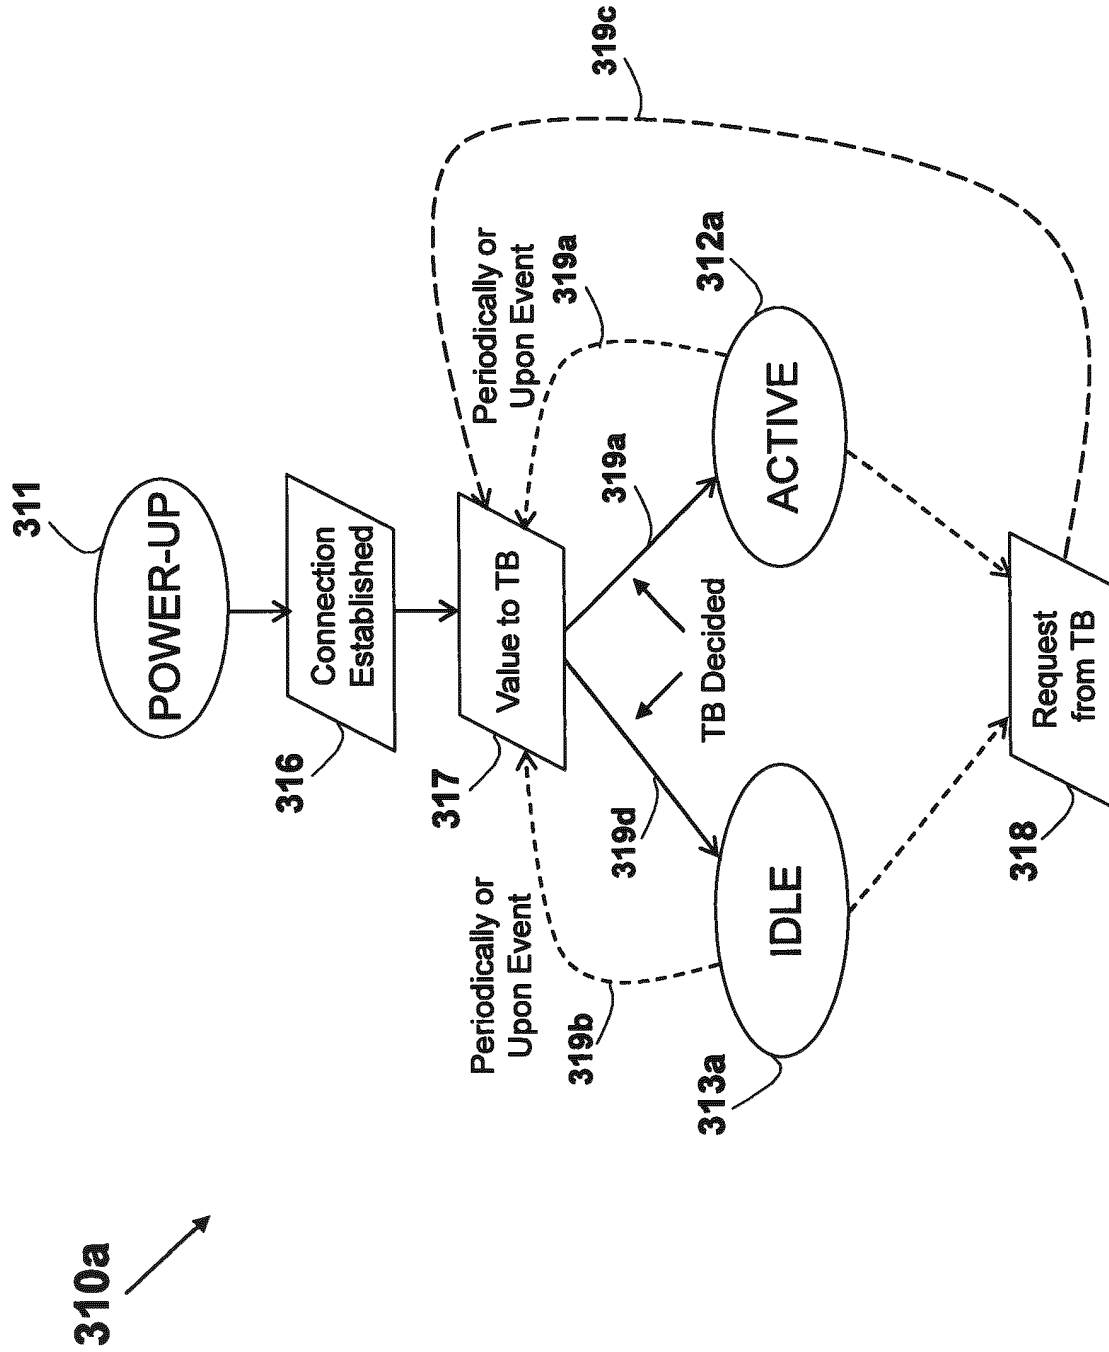 310a
311
POWER-UP
316
Connection
Established
317
Value to TB
Periodically or
Upon Event
319b
Periodically or
Upon Event
319a
319c
319d
TB Decided
319a
313a
IDLE
312a
ACTIVE
318
Request
from TB